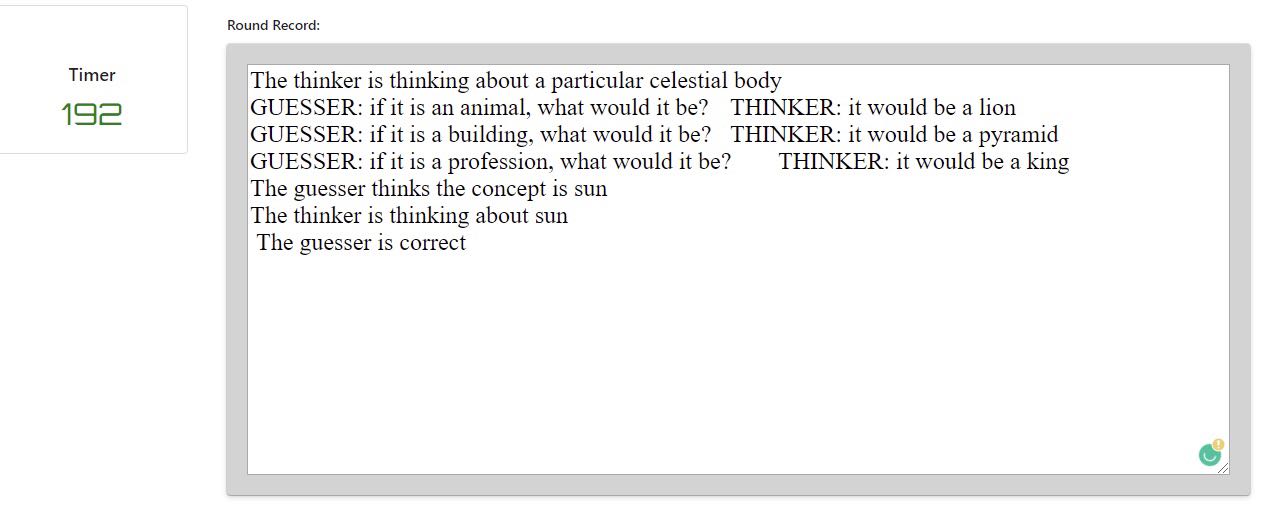 Round Record:
Timer
192
The thinker is thinking about a particular celestial body
GUESSER: if it is an animal, what would it be? THINKER: it would be a lion
GUESSER: if it is a building, what would it be? THINKER: it would be a pyramid
GUESSER: if it is a profession, what would it be? THINKER: it would be a king
The guesser thinks the concept is sun
The thinker is thinking about sun
The guesser is correct